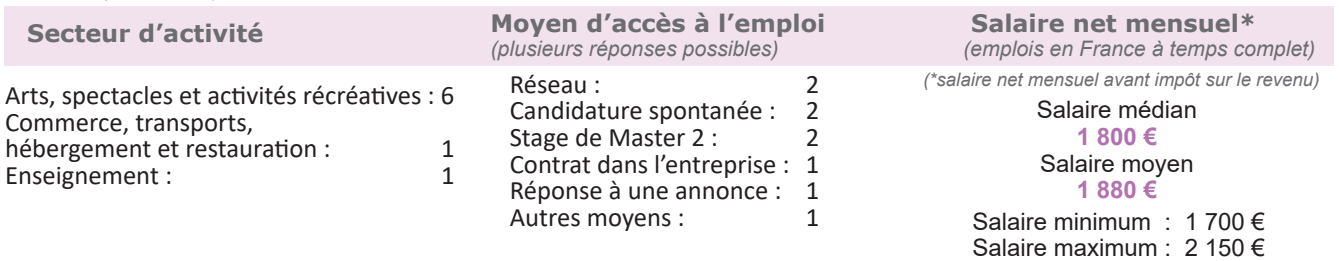 Secteur d’activité
Arts, spectacles et activités récréatives : 6
Commerce, transports,
hébergement et restauration : 1
Enseignement : 1
Moyen d’accès à l’emploi
(plusieurs réponses possibles)
Réseau : 2
Candidature spontanée : 2
Stage de Master 2 : 2
Contrat dans l’entreprise : 1
Réponse à une annonce : 1
Autres moyens : 1
Salaire net mensuel*
(emplois en France à temps complet)
(*salaire net mensuel avant impôt sur le revenu)
Salaire médian
1 800 €
Salaire moyen
1 880 €
Salaire minimum : 1 700 €
Salaire maximum : 2 150 €